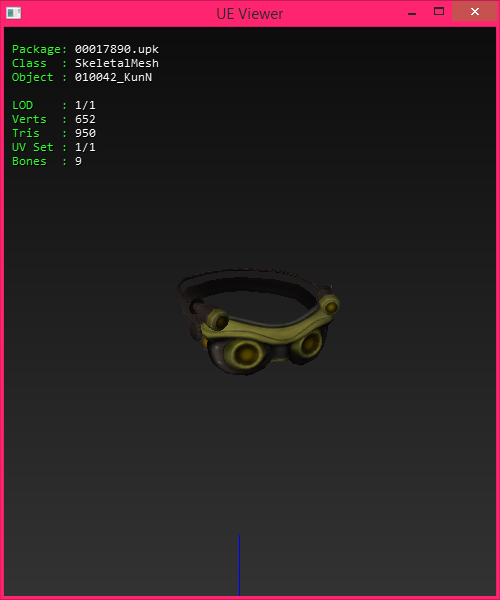 UE Viewer
Package: 00017890.upk
Class  : SkeletalMesh
Object : 010042_KunN
LOD    : 1/1
Verts  : 652
Tris   : 950
UV Set : 1/1
Bones  : 9